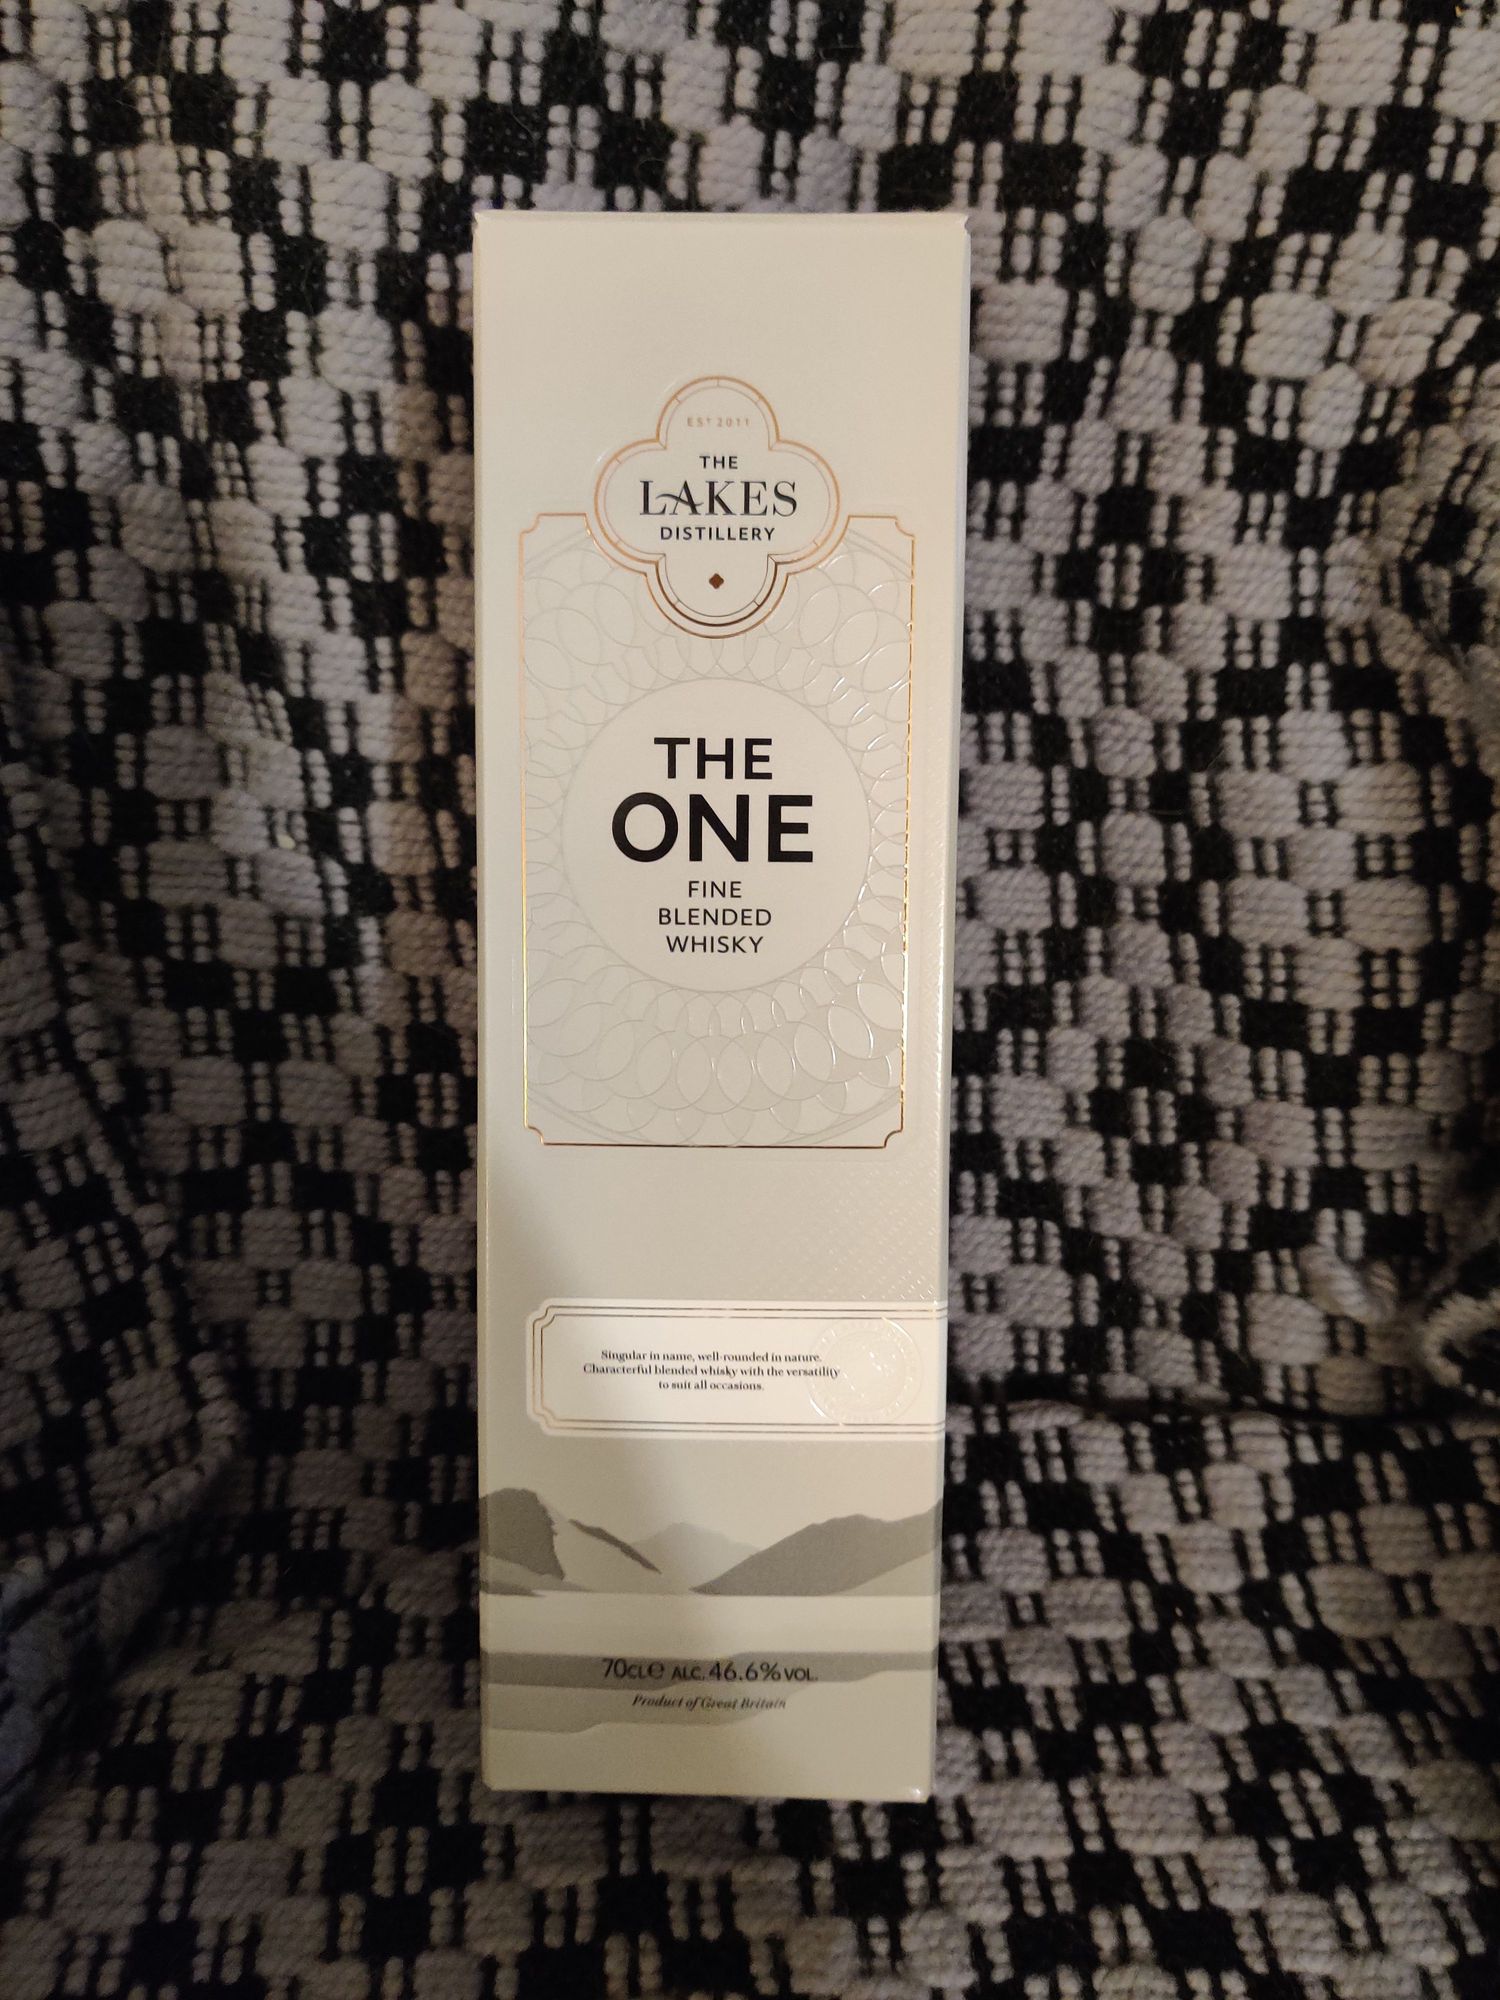 EST 2011
THE
LAKES
DISTILLERY
THE
ONE
FINE
BLENDED
WHISKY
Singular in name, well-rounded in nature.
Characterful blended whisky with the versatility
to suit all occasions.
70CL℮ ALC. 46.6% VOL.
Product of Great Britain